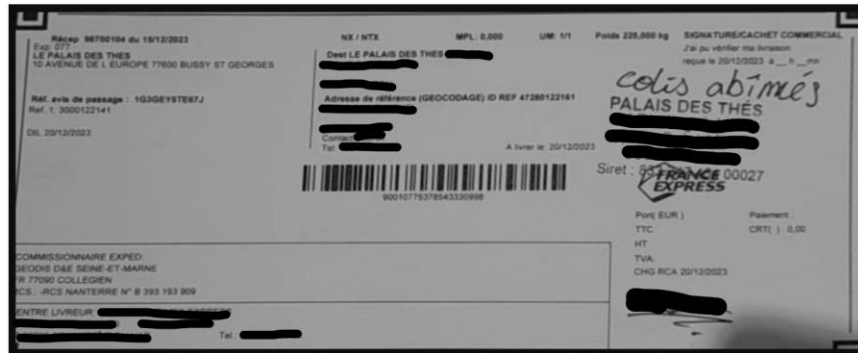 Récep. 98700104 du 15/12/2023
Exp: 077
LE PALAIS DES THES
10 AVENUE DE L EUROPE 77600 BUSSY ST GEORGES
Réf. avis de passage : 1G3GEYSTE67J
Ref. 1. 3000122141
DIL 20/12/2023
NX / NTX MPL: 0,000 UM: 1/1 Poids 225,000 kg
Dest LE PALAIS DES THES
Adresse de référence (GEOCODAGE) ID REF 47280122161
Contact
Tel: A livrer le: 20/12/2023
900107753785433 0998
SIGNATURE/CACHET COMMERCIAL
J'ai pu vérifier ma livraison
reçue le 20/12/2023 à __ h __mn
colis abîmés
PALAIS DES THÉS
Siret : 00027
FRANCE
EXPRESS
Port( EUR ) Paiement :
TTC CRT( ) : 0,00
HT
TVA:
CHG RCA 20/12/2023
COMMISSIONNAIRE EXPED:
GEODIS D&E SEINE-ET-MARNE
FR 77090 COLLEGIEN
RCS.: -RCS NANTERRE N° B 393 193 909
ENTRE LIVREUR:
Tel.: